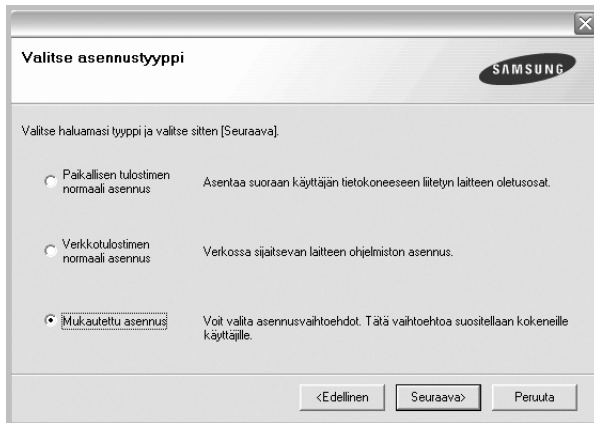 Valitse asennustyyppi
SAMSUNG
Valitse haluamasi tyyppi ja valitse sitten [Seuraava].
Paikallisen tulostimen
normaali asennus
Asentaa suoraan käyttäjän tietokoneeseen liitetyn laitteen oletusosat.
Verkkotulostimen
normaali asennus
Verkossa sijaitsevan laitteen ohjelmiston asennus.
Mukautettu asennus
Voit valita asennusvaihtoehdot. Tätä vaihtoehtoa suositellaan kokeneille
käyttäjille.
<Edellinen
Seuraava>
Peruuta